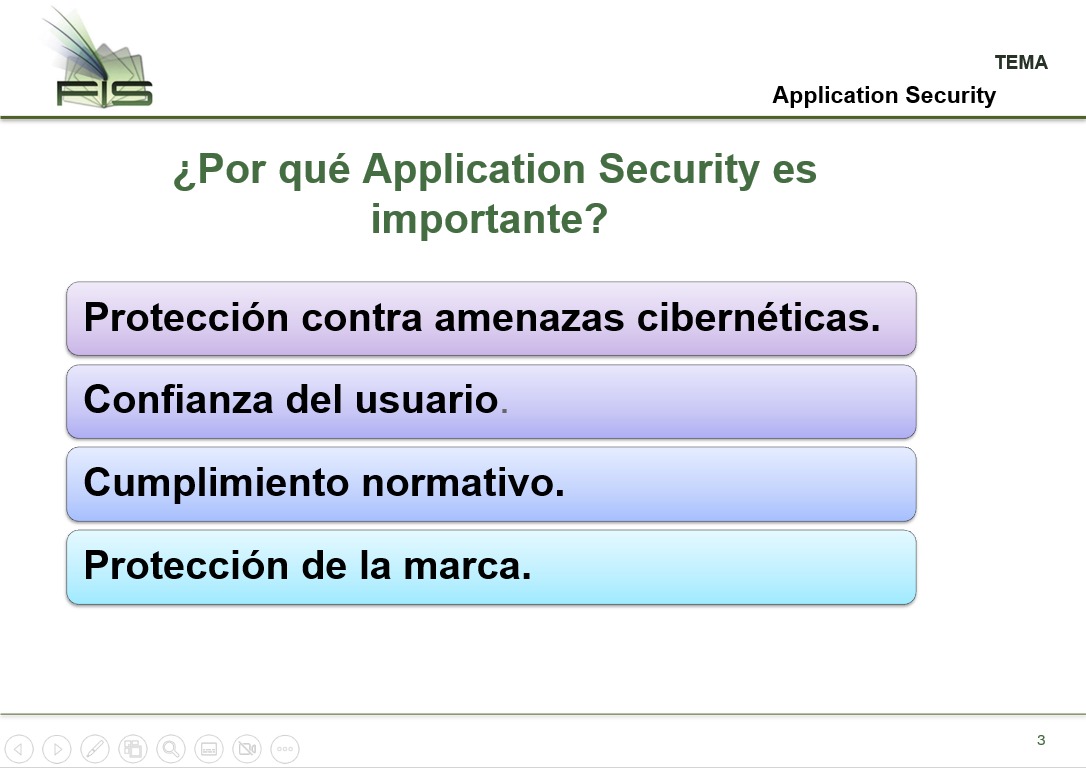 FIS
TEMA
Application Security
¿Por qué Application Security es
importante?
Protección contra amenazas cibernéticas.
Confianza del usuario.
Cumplimiento normativo.
Protección de la marca.
3